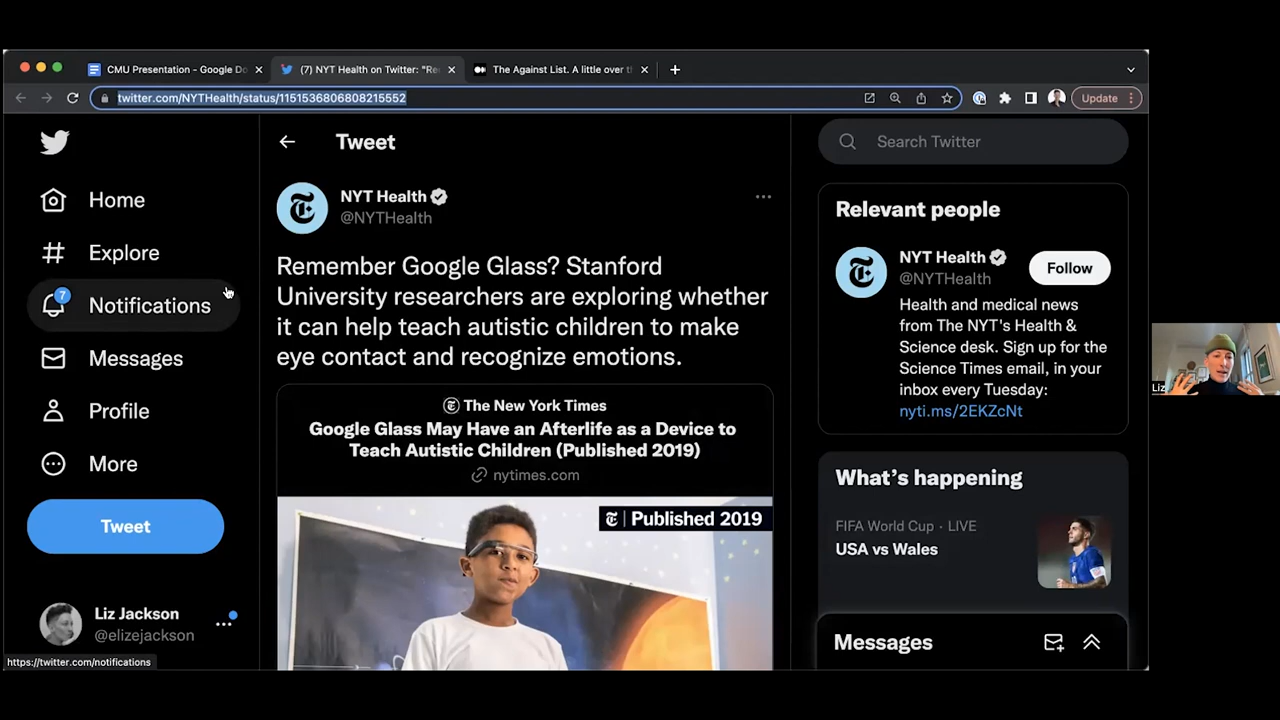 CMU Presentation - Google Do
(7) NYT Health on Twitter: "Re
The Against List. A little over t
twitter.com/NYTHealth/status/1151536806808215552
Update
Home
Explore
7
Notifications
Messages
Profile
More
Tweet
Liz Jackson
@elizejackson
https://twitter.com/notifications
Tweet
NYT Health
@NYTHealth
Remember Google Glass? Stanford
University researchers are exploring whether
it can help teach autistic children to make
eye contact and recognize emotions.
The New York Times
Google Glass May Have an Afterlife as a Device to
Teach Autistic Children (Published 2019)
nytimes.com
Published 2019
Search Twitter
Relevant people
NYT Health
@NYTHealth
Follow
Health and medical news
from The NYT's Health &
Science desk. Sign up for the
Science Times email, in your
inbox every Tuesday:
nyti.ms/2EKZcNt
What's happening
FIFA World Cup · LIVE
USA vs Wales
Messages
Liz